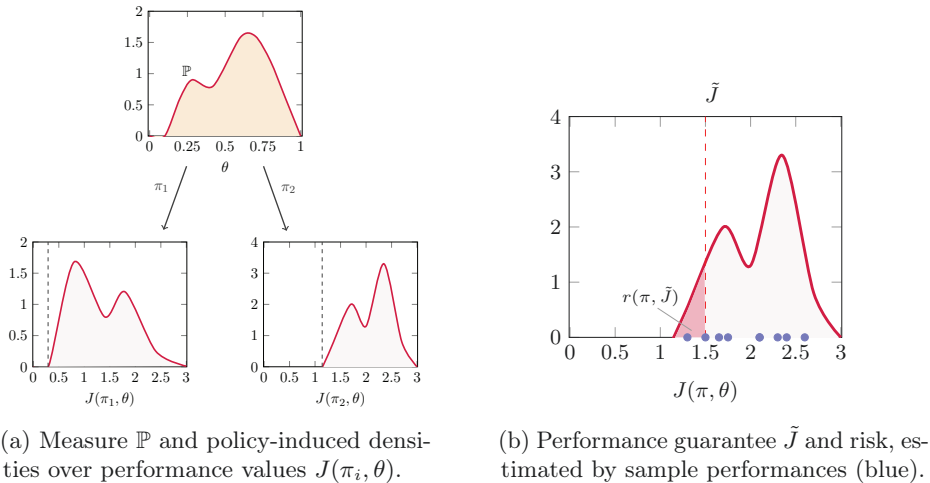 2
1.5
1
0.5
0
ℙ
0 0.25 0.5 0.75 1
θ
π₁ π₂
2
1.5
1
0.5
0
0 0.5 1 1.5 2 2.5 3
J(π₁, θ)
4
3
2
1
0
0 0.5 1 1.5 2 2.5 3
J(π₂, θ)
(a) Measure ℙ and policy-induced densi-
ties over performance values J(πᵢ, θ).
J̃
4
3
2
1
0
r(π, J̃)
0 0.5 1 1.5 2 2.5 3
J(π, θ)
(b) Performance guarantee J̃ and risk, es-
timated by sample performances (blue).